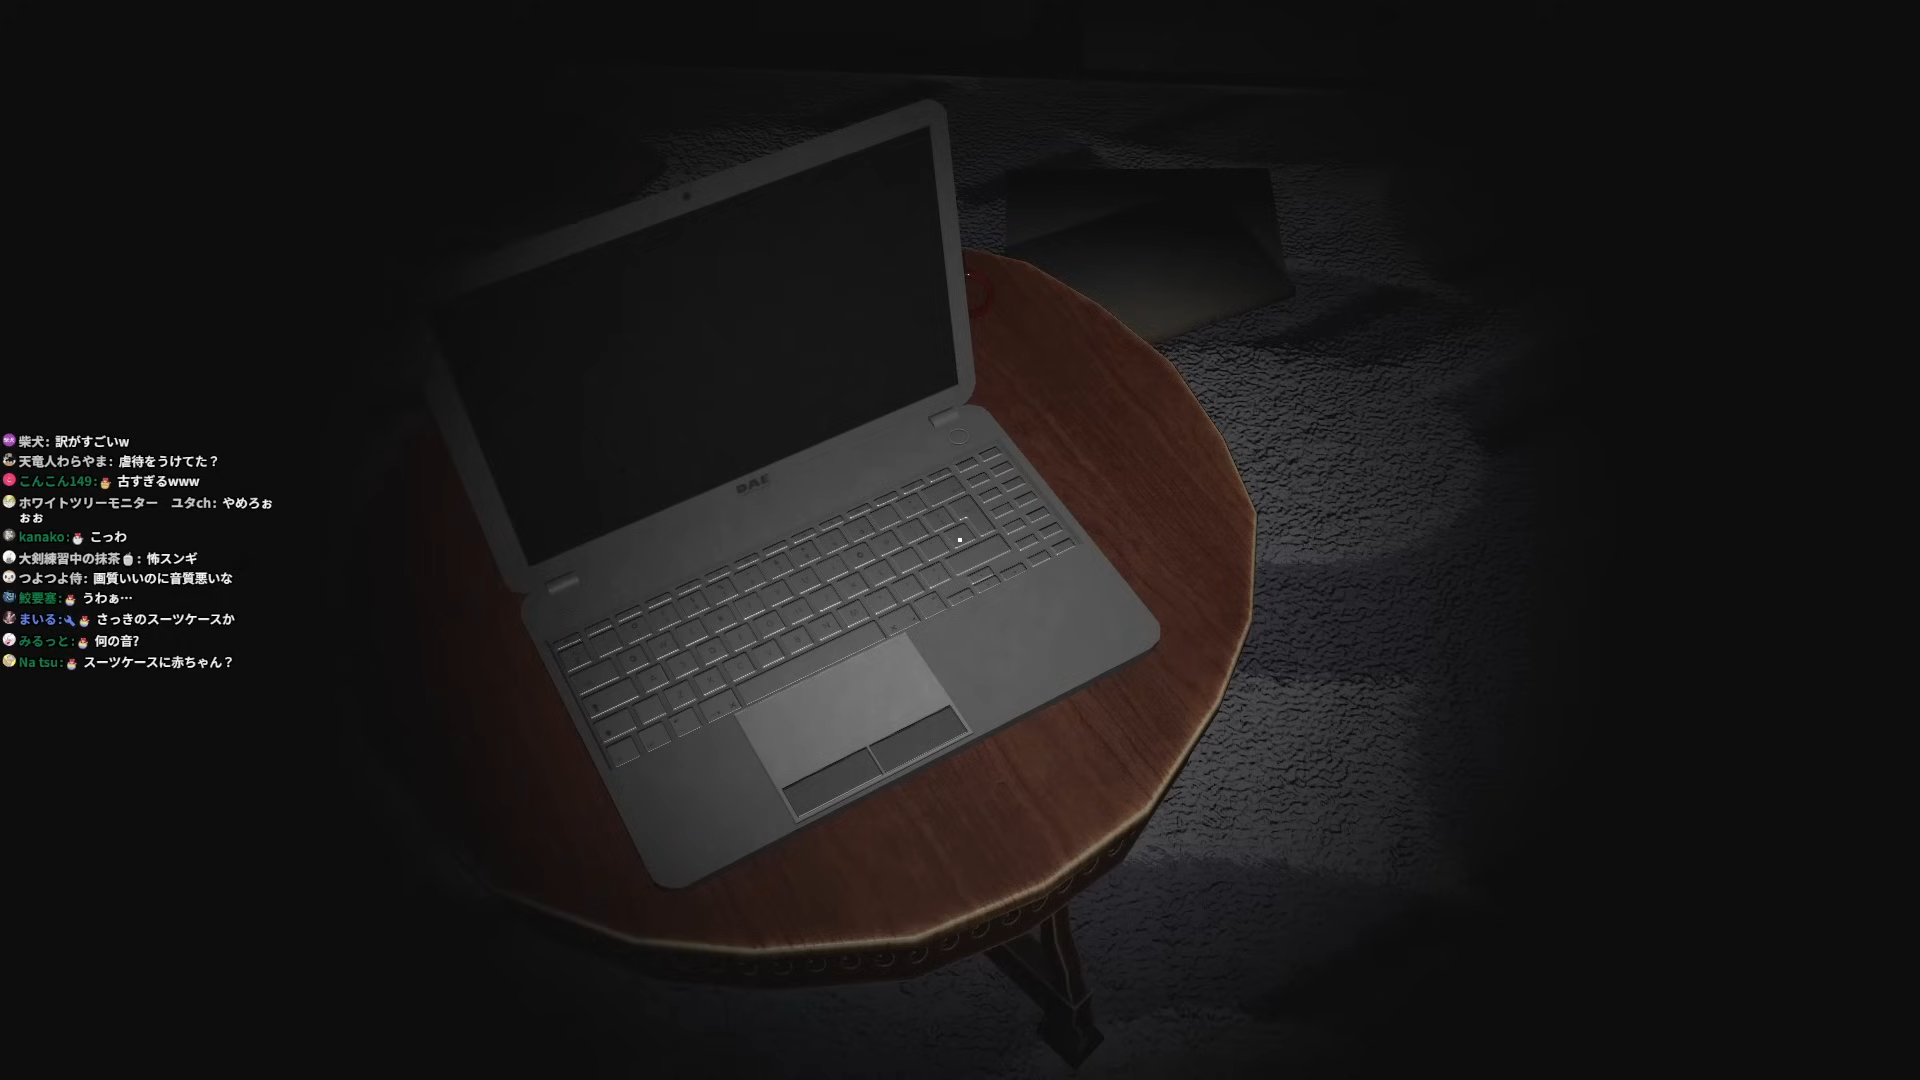 柴犬: 訳がすごいw
天竜人わらやま: 虐待をうけてた？
こんこん149: 古すぎるwww
ホワイトツリーモニター　ユタch: やめろぉ
ぉぉ
kanako: こっわ
大剣練習中の抹茶🍵: 怖スンギ
つよつよ侍: 画質いいのに音質悪いな
鮫要塞: うわぁ…
まいる: さっきのスーツケースか
みるっと: 何の音?
Na tsu: スーツケースに赤ちゃん？
DAE